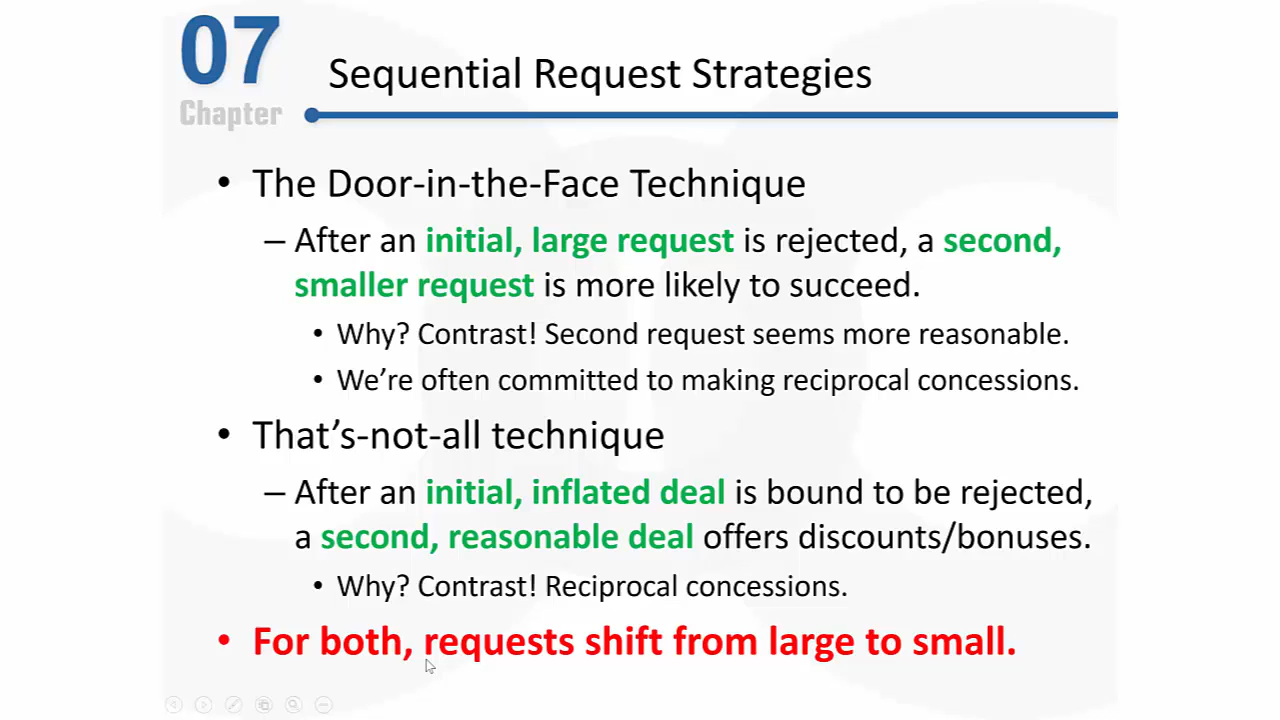 07
Chapter
Sequential Request Strategies
• The Door-in-the-Face Technique
– After an initial, large request is rejected, a second,
smaller request is more likely to succeed.
• Why? Contrast! Second request seems more reasonable.
• We’re often committed to making reciprocal concessions.
• That’s-not-all technique
– After an initial, inflated deal is bound to be rejected,
a second, reasonable deal offers discounts/bonuses.
• Why? Contrast! Reciprocal concessions.
• For both, requests shift from large to small.